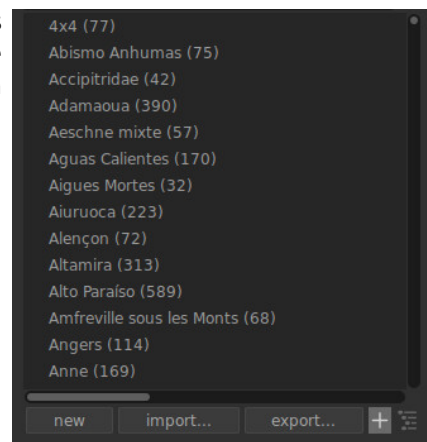 4x4 (77)
Abismo Anhumas (75)
Accipitridae (42)
Adamaoua (390)
Aeschne mixte (57)
Aguas Calientes (170)
Aigues Mortes (32)
Aiuruoca (223)
Alençon (72)
Altamira (313)
Alto Paraíso (589)
Amfreville sous les Monts (68)
Angers (114)
Anne (169)
new import... export... +